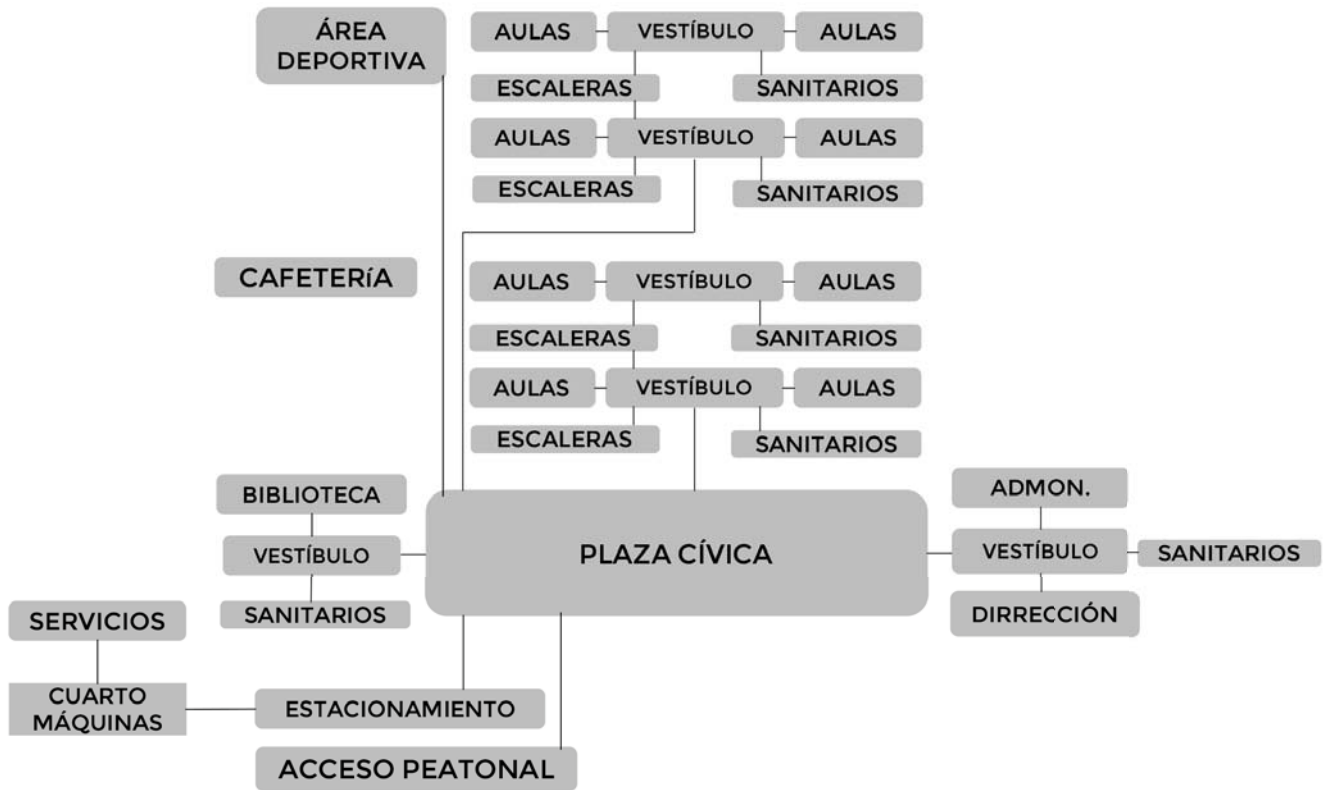 ÁREA
DEPORTIVA
AULAS
VESTÍBULO
AULAS
ESCALERAS
SANITARIOS
AULAS
VESTÍBULO
AULAS
ESCALERAS
SANITARIOS
CAFETERíA
AULAS
VESTÍBULO
AULAS
ESCALERAS
SANITARIOS
AULAS
VESTÍBULO
AULAS
ESCALERAS
SANITARIOS
BIBLIOTECA
VESTÍBULO
SANITARIOS
PLAZA CÍVICA
ADMON.
VESTÍBULO
SANITARIOS
DIRRECCIÓN
SERVICIOS
CUARTO
MÁQUINAS
ESTACIONAMIENTO
ACCESO PEATONAL